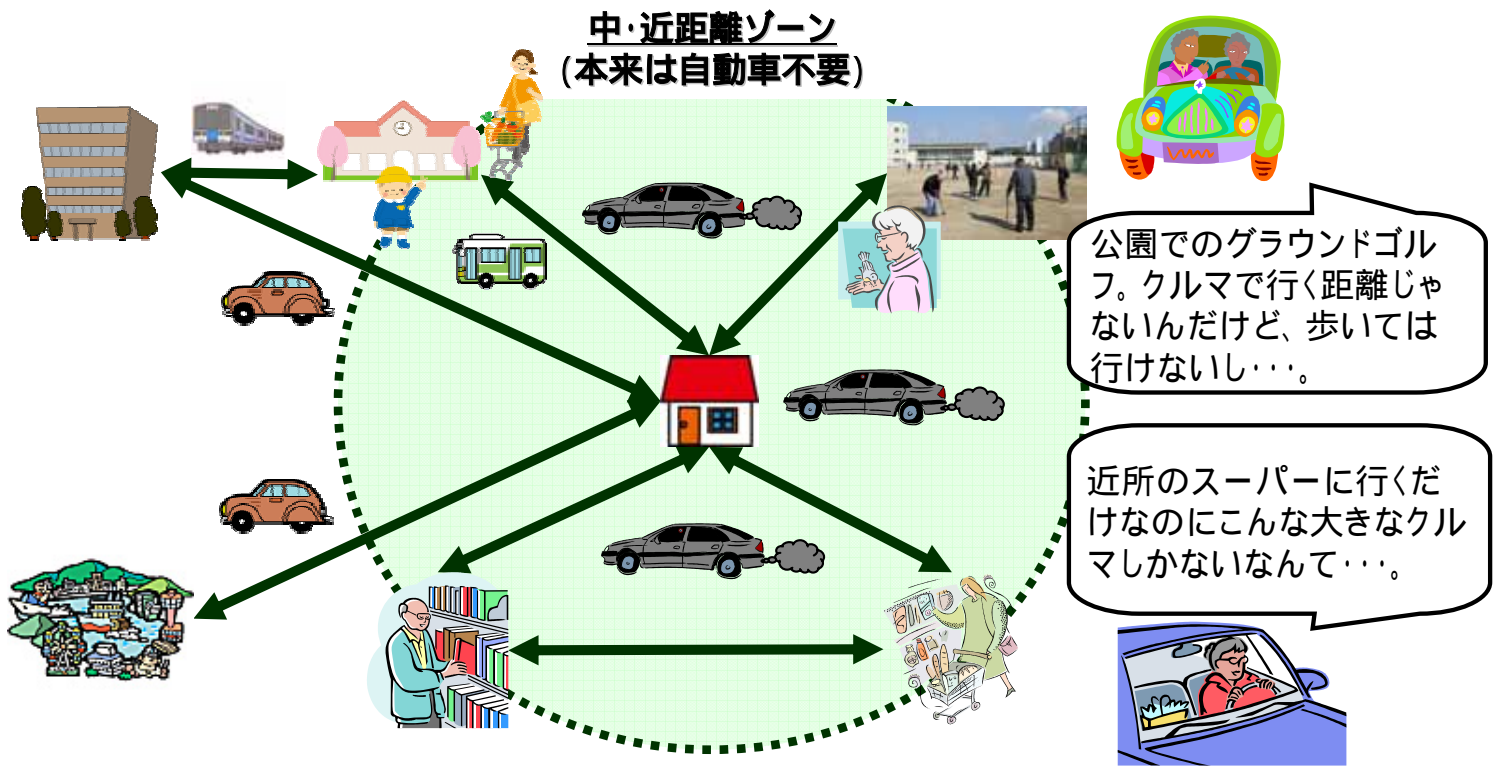 中・近距離ゾーン
(本来は自動車不要)
公園でのグラウンドゴル
フ。クルマで行く距離じゃ
ないんだけど、歩いては
行けないし・・・。
近所のスーパーに行くだ
けなのにこんな大きなクル
マしかないなんて・・・。